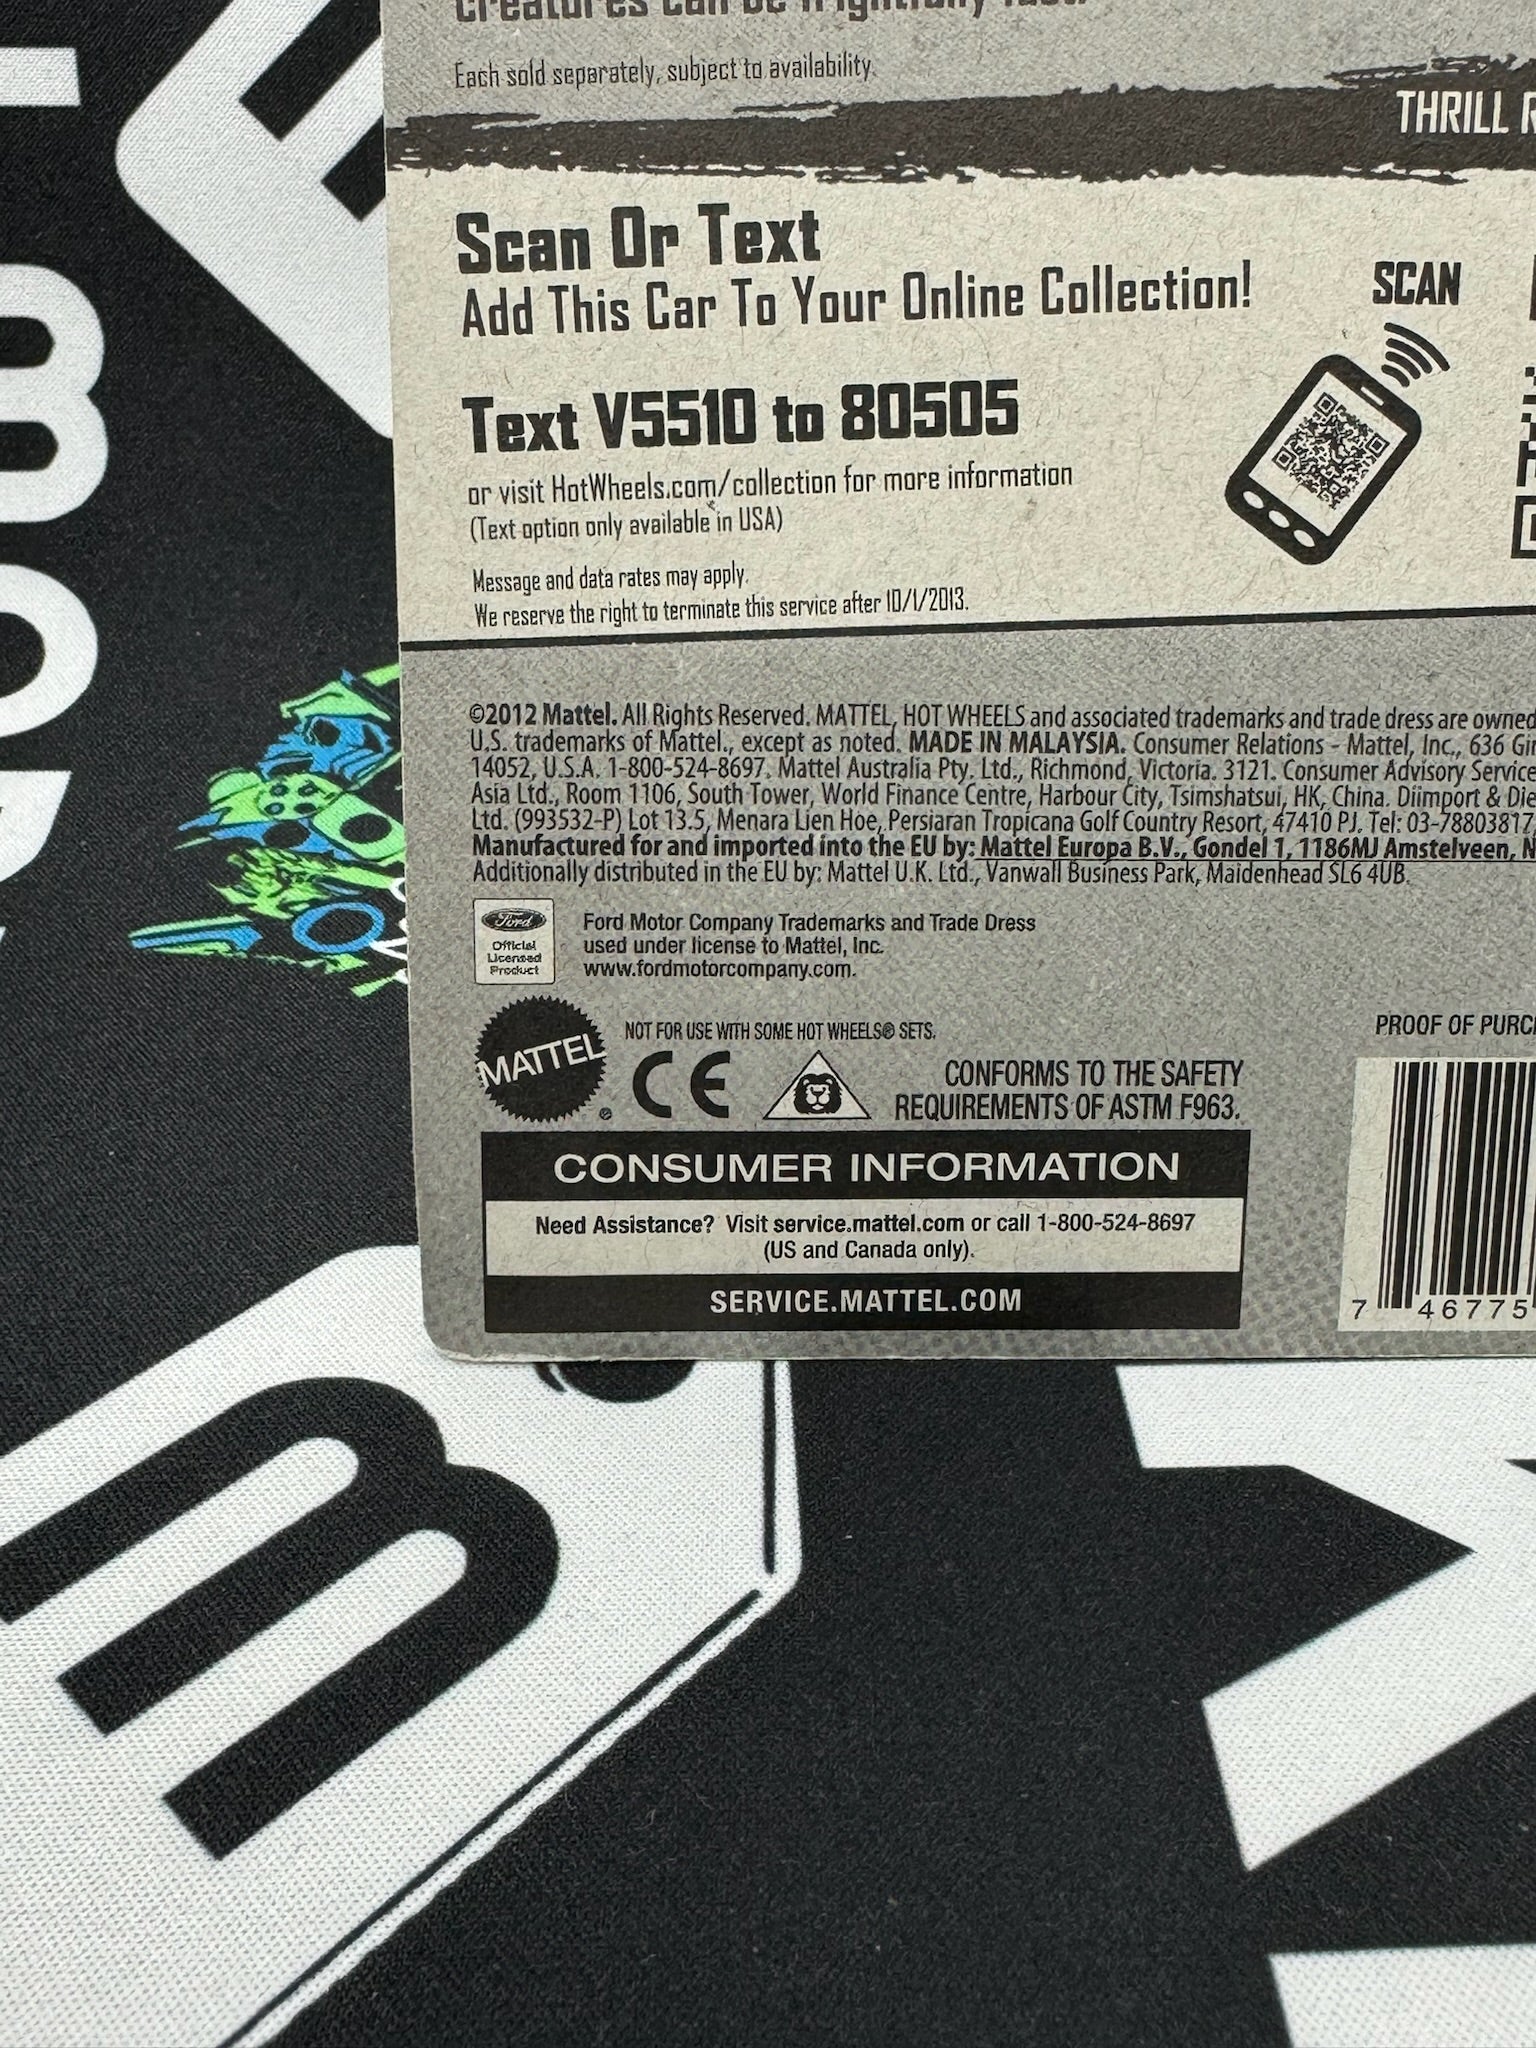 creatures can be frightfully fast.
Each sold separately, subject to availability.
THRILL
Scan Or Text
Add This Car To Your Online Collection!
SCAN
Text V5510 to 80505
or visit HotWheels.com/collection for more information
(Text option only available in USA)
Message and data rates may apply.
We reserve the right to terminate this service after 10/1/2013.
©2012 Mattel. All Rights Reserved. MATTEL, HOT WHEELS and associated trademarks and trade dress are owned
U.S. trademarks of Mattel., except as noted. MADE IN MALAYSIA. Consumer Relations - Mattel, Inc., 636
14052, U.S.A. 1-800-524-8697. Mattel Australia Pty. Ltd., Richmond, Victoria. 3121. Consumer Advisory Service
Asia Ltd., Room 1106, South Tower, World Finance Centre, Harbour City, Tsimshatsui, HK, China. Diimport &
Ltd. (993532-P) Lot 13.5, Menara Lien Hoe, Persiaran Tropicana Golf Country Resort, 47410 PJ. Tel: 03-78803817
Manufactured for and imported into the EU by: Mattel Europa B.V., Gondel 1, 1186MJ Amstelveen,
Additionally distributed in the EU by: Mattel U.K. Ltd., Vanwall Business Park, Maidenhead SL6 4UB.
Ford
Official
Licensed
Product
Ford Motor Company Trademarks and Trade Dress
used under license to Mattel, Inc.
www.fordmotorcompany.com.
MATTEL®
NOT FOR USE WITH SOME HOT WHEELS® SETS.
CE
CONFORMS TO THE SAFETY
REQUIREMENTS OF ASTM F963.
PROOF OF
CONSUMER INFORMATION
Need Assistance? Visit service.mattel.com or call 1-800-524-8697
(US and Canada only).
SERVICE.MATTEL.COM
7 46775